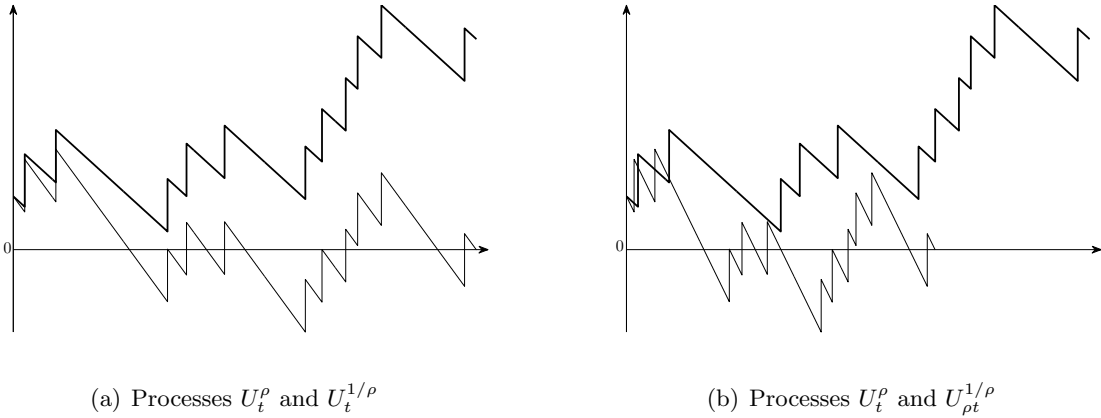 0
0
(a) Processes $U_t^\rho$ and $U_t^{1/\rho}$
(b) Processes $U_t^\rho$ and $U_{\rho t}^{1/\rho}$